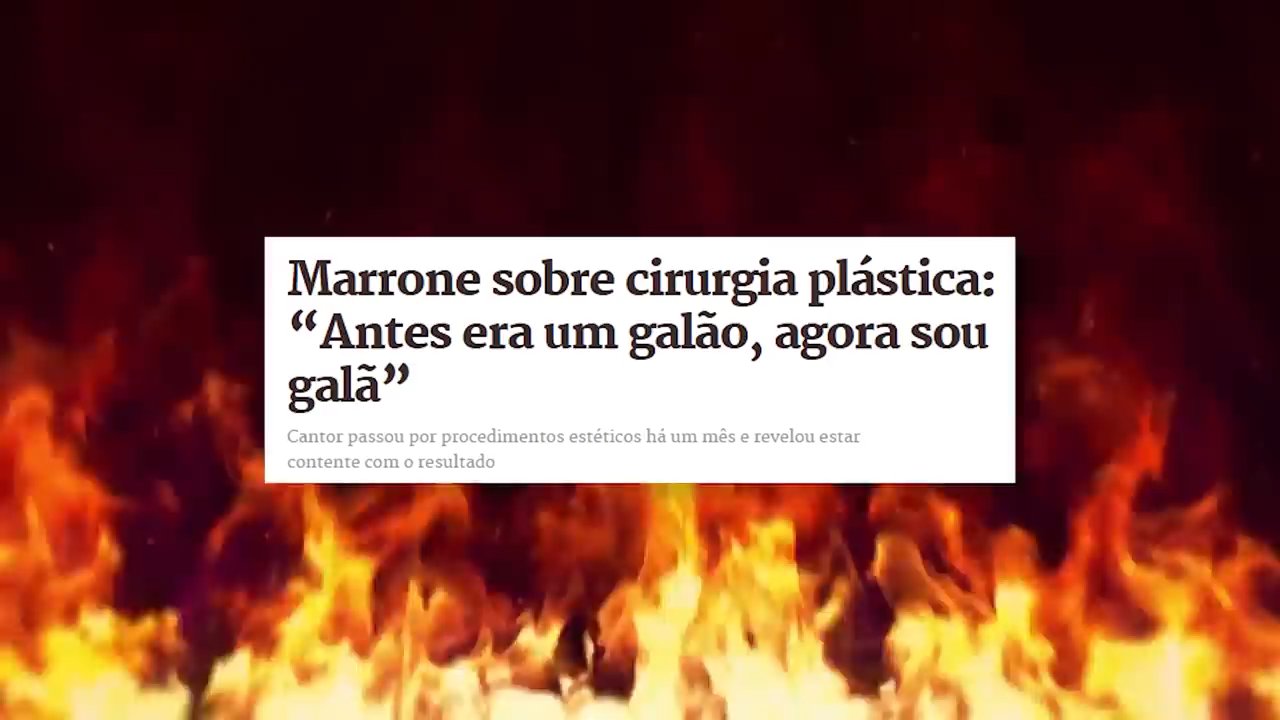 Marrone sobre cirurgia plástica:
“Antes era um galão, agora sou
galã”
Cantor passou por procedimentos estéticos há um mês e revelou estar
contente com o resultado